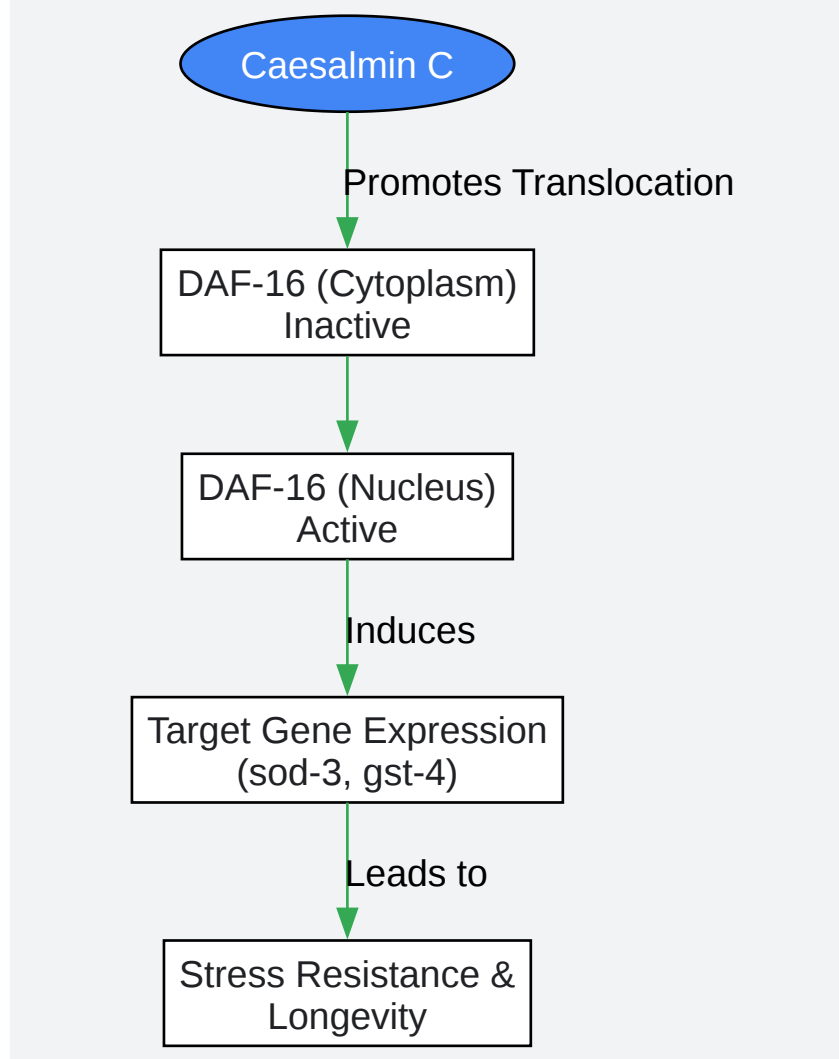 Caesalmin C
Promotes Translocation
DAF-16 (Cytoplasm)
Inactive
DAF-16 (Nucleus)
Active
Induces
Target Gene Expression
(sod-3, gst-4)
Leads to
Stress Resistance &
Longevity